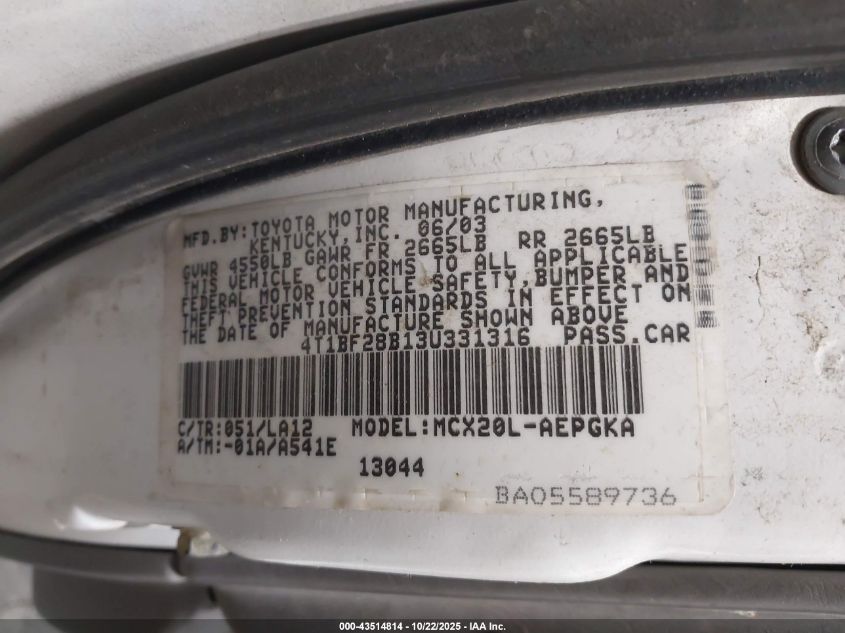 MFD.BY:TOYOTA MOTOR MANUFACTURING,
KENTUCKY,INC. 06/03
GVWR 4550LB GAWR FR 2665LB RR 2665LB
THIS VEHICLE CONFORMS TO ALL APPLICABLE
FEDERAL MOTOR VEHICLE SAFETY,BUMPER AND
THEFT PREVENTION STANDARDS IN EFFECT ON
THE DATE OF MANUFACTURE SHOWN ABOVE
4T1BF28B13U331316 PASS.CAR
C/TR:051/LA12 MODEL:MCX20L-AEPGKA
A/TM:-01A/A541E
13044
BA05589736
000-43514814 - 10/22/2025 - IAA Inc.